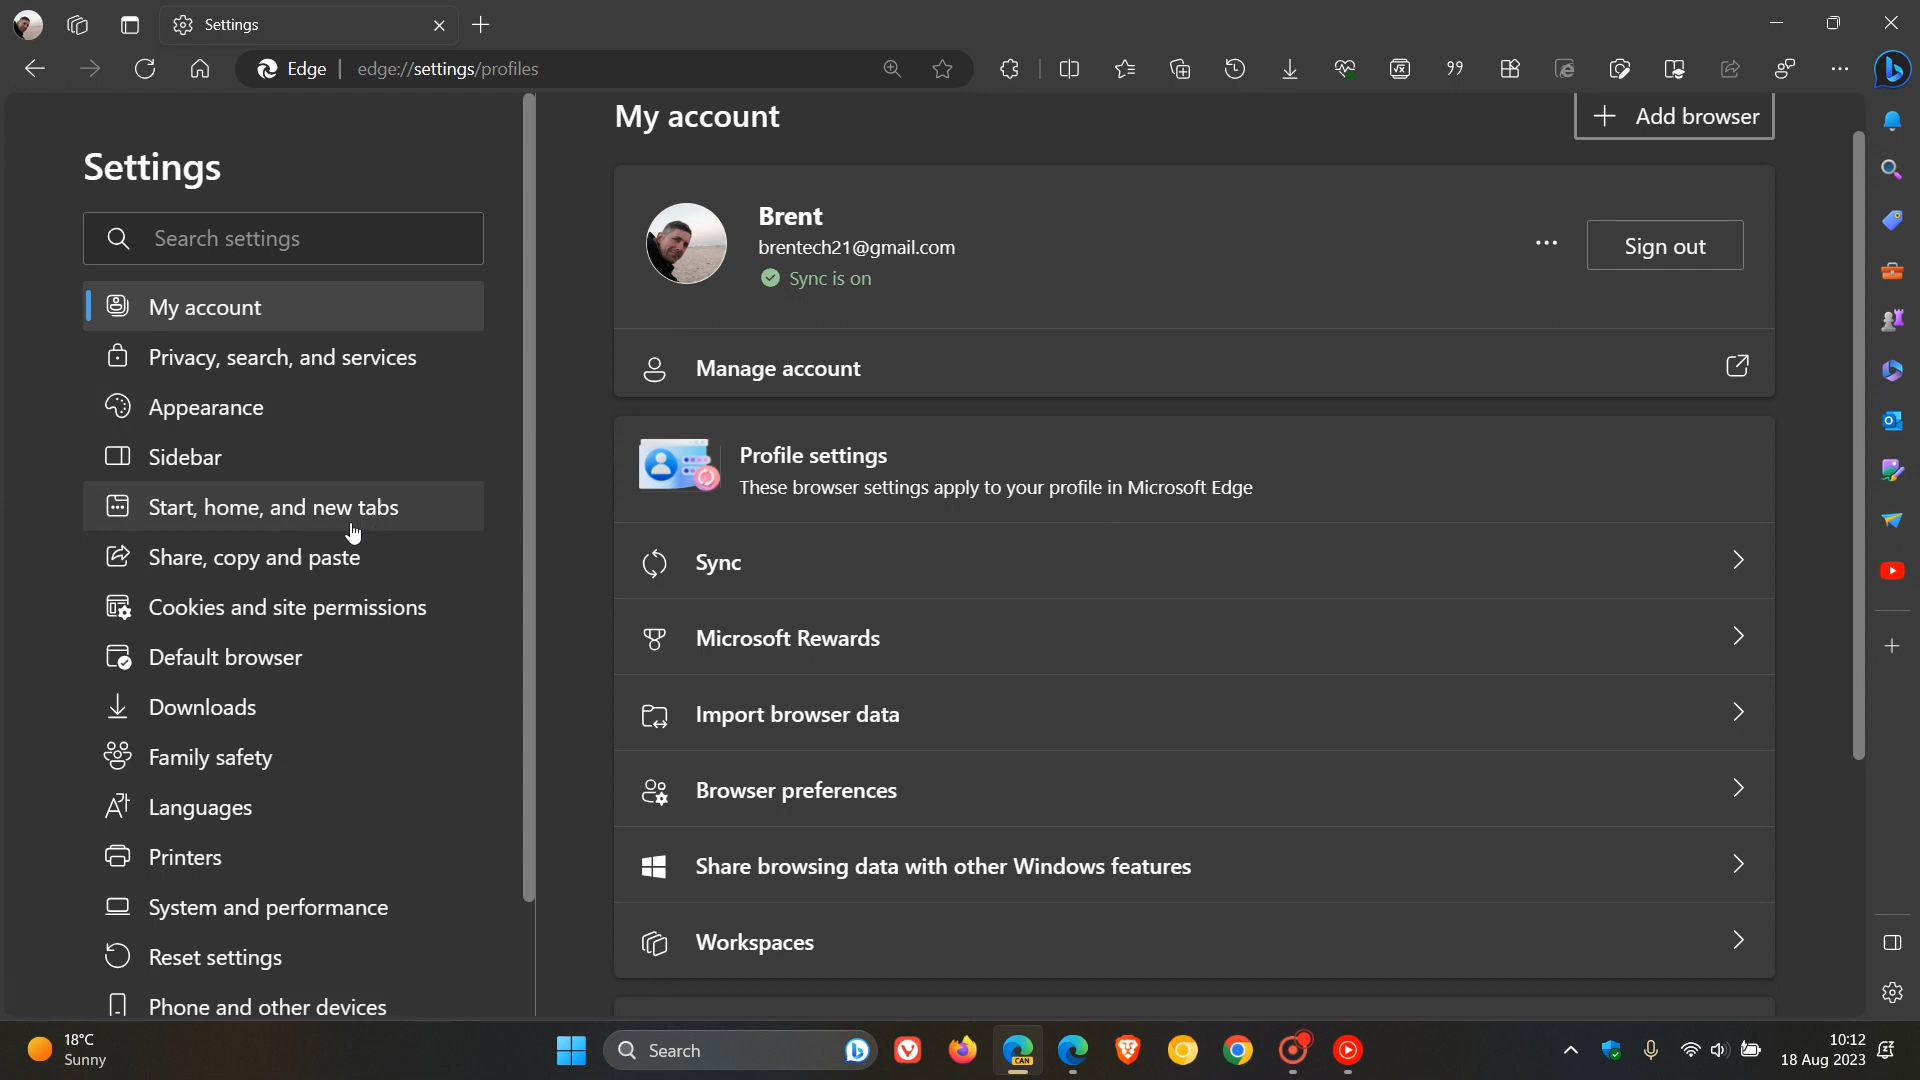 Settings
Edge
edge://settings/profiles
Settings
Search settings
My account
Privacy, search, and services
Appearance
Sidebar
Start, home, and new tabs
Share, copy and paste
Cookies and site permissions
Default browser
Downloads
Family safety
Languages
Printers
System and performance
Reset settings
Phone and other devices
My account
Add browser
Brent
brentech21@gmail.com
Sync is on
Sign out
Manage account
Profile settings
These browser settings apply to your profile in Microsoft Edge
Sync
Microsoft Rewards
Import browser data
Browser preferences
Share browsing data with other Windows features
Workspaces
18°C
Sunny
Search
CAN
10:12
18 Aug 2023